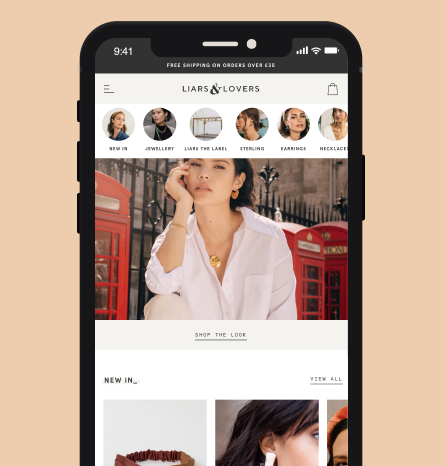 9:41
FREE SHIPPING ON ORDERS OVER £35
LIARS & LOVERS
NEW IN
JEWELLERY
LIARS THE LABEL
STERLING
EARRINGS
NECKLACES
SHOP THE LOOK
NEW IN_
VIEW ALL